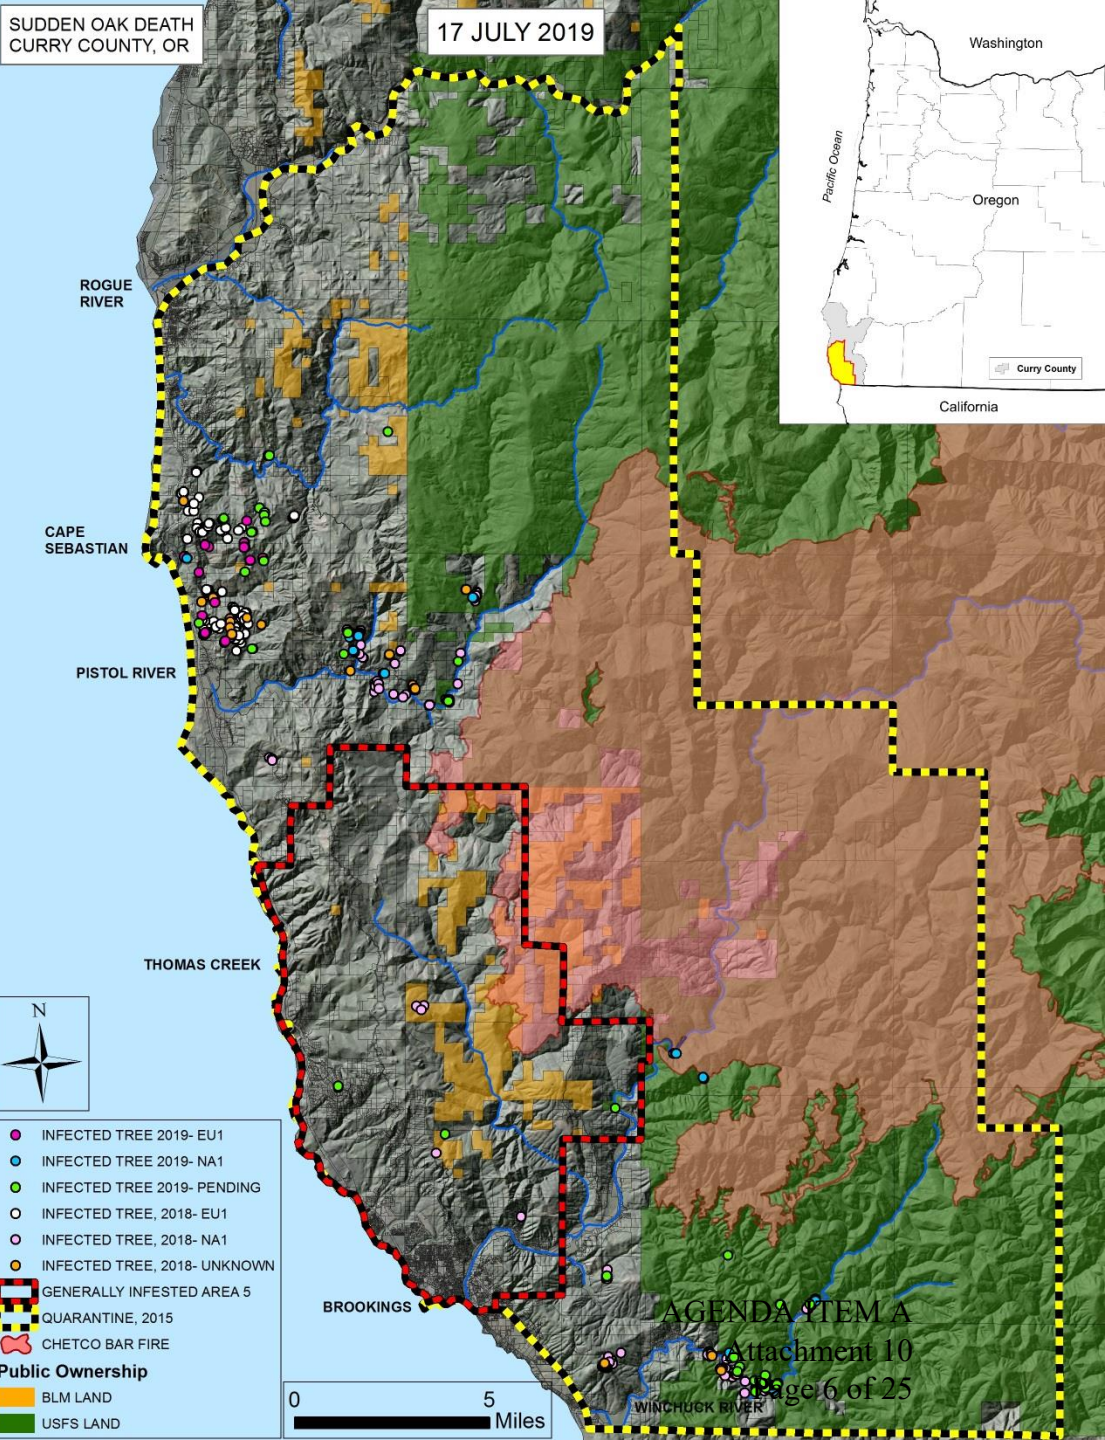 SUDDEN OAK DEATH
CURRY COUNTY, OR
17 JULY 2019
Washington
Pacific Ocean
Oregon
Curry County
California
ROGUE
RIVER
CAPE
SEBASTIAN
PISTOL RIVER
THOMAS CREEK
BROOKINGS
WINCHUCK RIVER
N
INFECTED TREE 2019- EU1
INFECTED TREE 2019- NA1
INFECTED TREE 2019- PENDING
INFECTED TREE, 2018- EU1
INFECTED TREE, 2018- NA1
INFECTED TREE, 2018- UNKNOWN
GENERALLY INFESTED AREA 5
QUARANTINE, 2015
CHETCO BAR FIRE
Public Ownership
BLM LAND
USFS LAND
0 5
Miles
AGENDA ITEM A
Attachment 10
Page 6 of 25